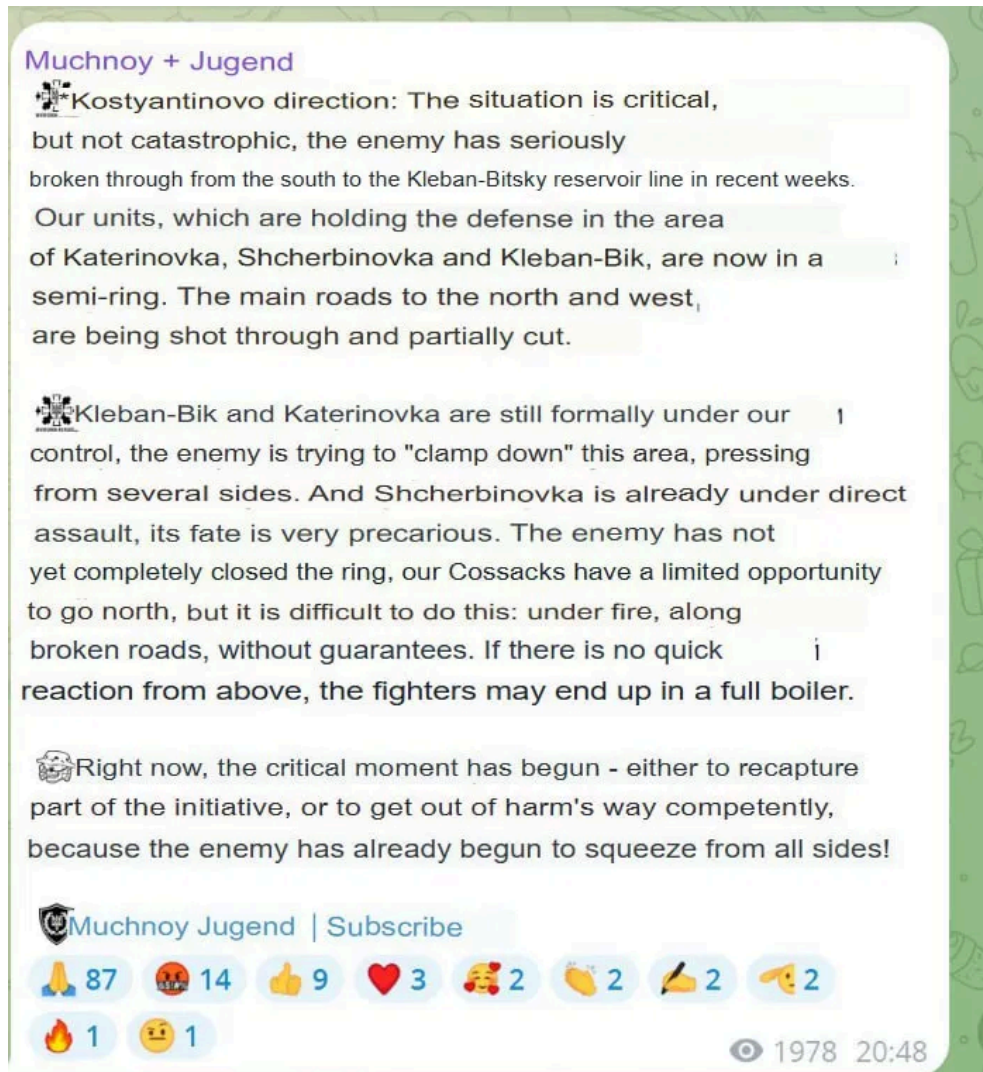 Muchnoy + Jugend
*Kostyantinovo direction: The situation is critical,
but not catastrophic, the enemy has seriously
broken through from the south to the Kleban-Bitsky reservoir line in recent weeks.
Our units, which are holding the defense in the area
of Katerinovka, Shcherbinovka and Kleban-Bik, are now in a
semi-ring. The main roads to the north and west,
are being shot through and partially cut.
Kleban-Bik and Katerinovka are still formally under our
control, the enemy is trying to "clamp down" this area, pressing
from several sides. And Shcherbinovka is already under direct
assault, its fate is very precarious. The enemy has not
yet completely closed the ring, our Cossacks have a limited opportunity
to go north, but it is difficult to do this: under fire, along
broken roads, without guarantees. If there is no quick
reaction from above, the fighters may end up in a full boiler.
Right now, the critical moment has begun - either to recapture
part of the initiative, or to get out of harm's way competently,
because the enemy has already begun to squeeze from all sides!
Muchnoy Jugend | Subscribe
87 14 9 3 2 2 2 2
1 1
1978 20:48